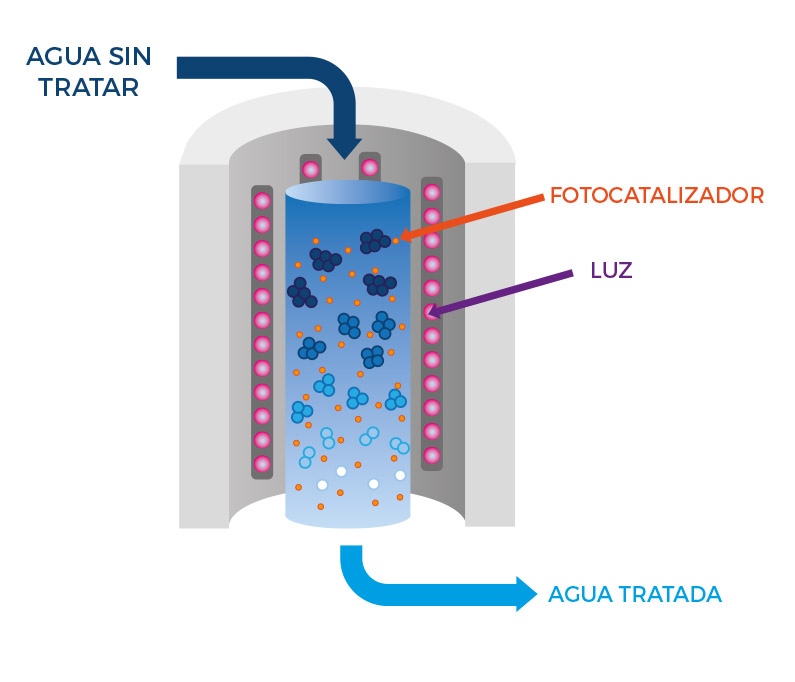 AGUA SIN
TRATAR
FOTOCATALIZADOR
LUZ
AGUA TRATADA